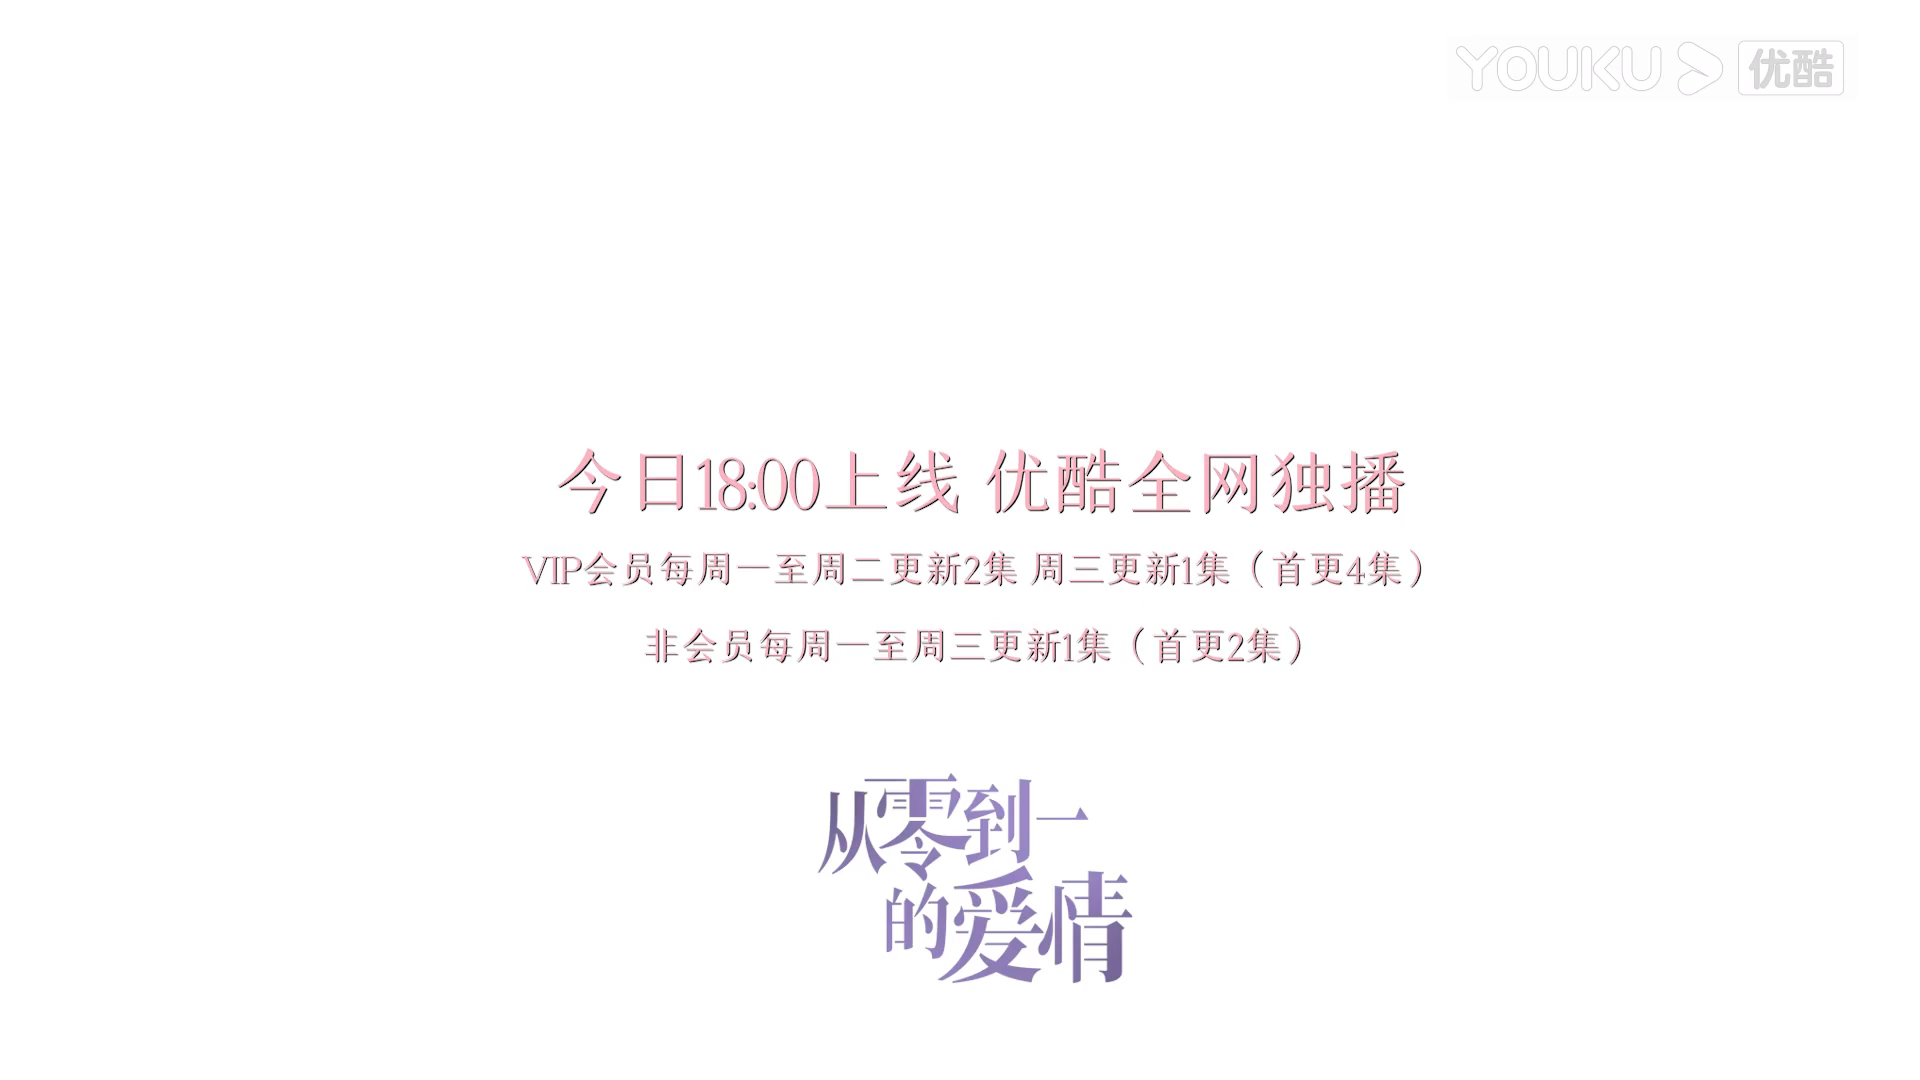 YOUKU 优酷
今日18:00上线 优酷全网独播
VIP会员每周一至周二更新2集 周三更新1集（首更4集）
非会员每周一至周三更新1集（首更2集）
从零到一
的爱情